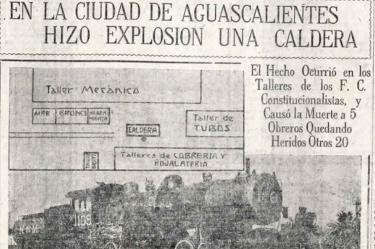 EN LA CIUDAD DE AGUASCALIENTES
HIZO EXPLOSION UNA CALDERA
El Hecho Ocurrió en los
Talleres de los F. C.
Constitucionalistas, y
Causó la Muerte a 5
Obreros Quedando
Heridos Otros 20
Taller Mecánico
AIRE
CALDERA
Taller de
TUBOS
Talleres de COBRERIA Y
HOJALATERIA